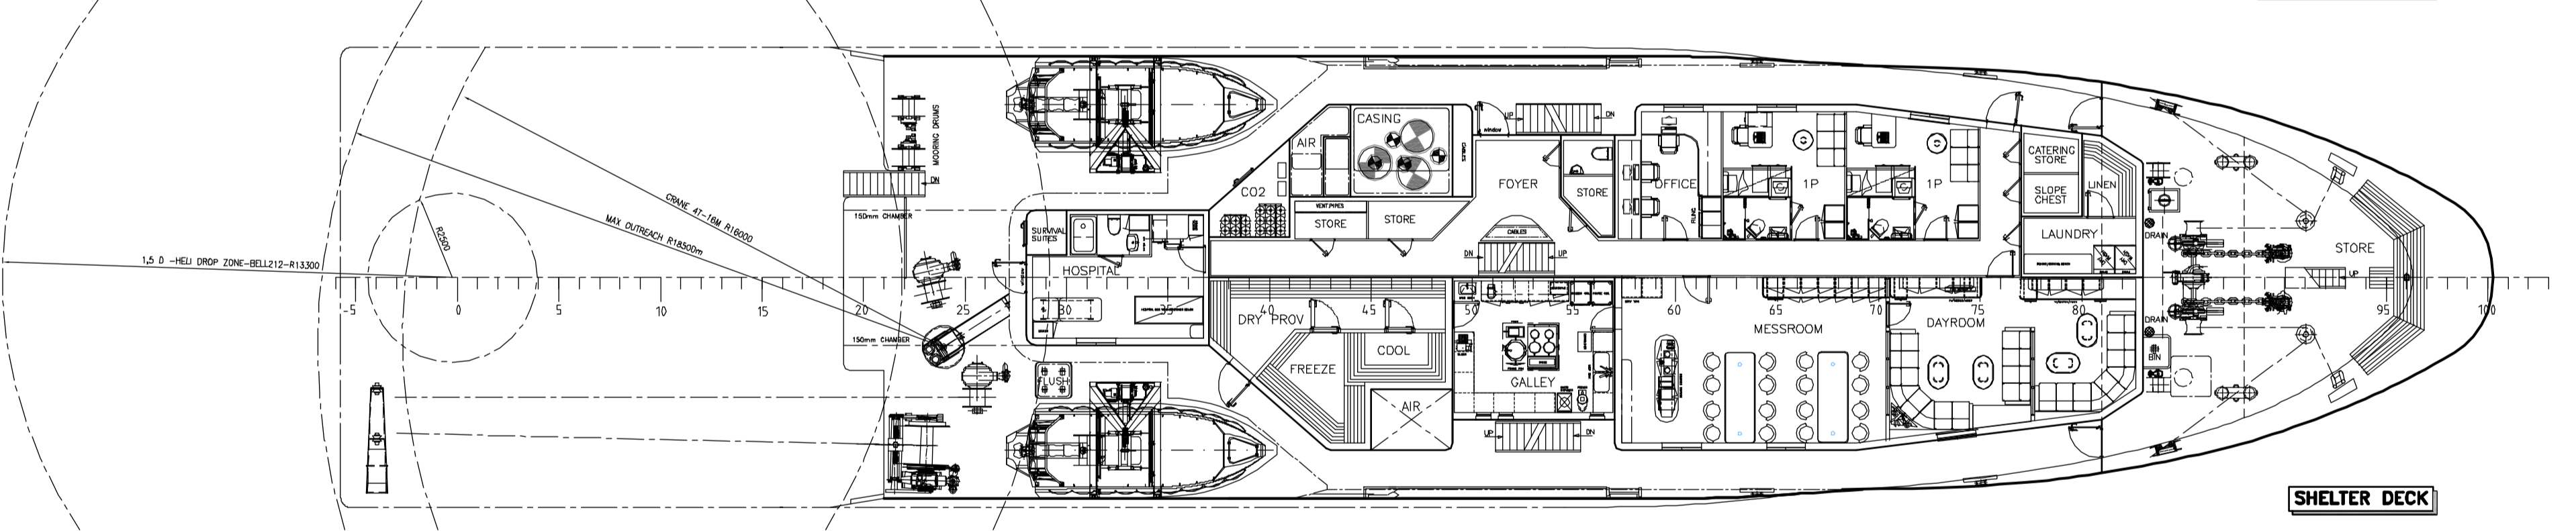 MOORING DRUMS
DN
150mm CHAMBER
CRANE 4T-16M R16000
MAX OUTREACH R18500m
R2500
1,5 D -HELI DROP ZONE-BELL212-R13300
-5
0
5
10
15
20
25
30
35
40
45
50
55
60
65
70
75
80
95
100
150mm CHAMBER
SURVIVAL
SUITES
HOSPITAL
FLUSH
CO2
AIR
CASING
CABLES
VENT.PIPES
STORE
STORE
window
UP
DN
FOYER
CABLES
DN
UP
STORE
OFFICE
1P
1P
CATERING
STORE
SLOPE
CHEST
LINEN
LAUNDRY
DRY PROV
FREEZE
COOL
AIR
GALLEY
UP
DN
MESSROOM
DAYROOM
DRAIN
DRAIN
BIN
STORE
UP
SHELTER DECK